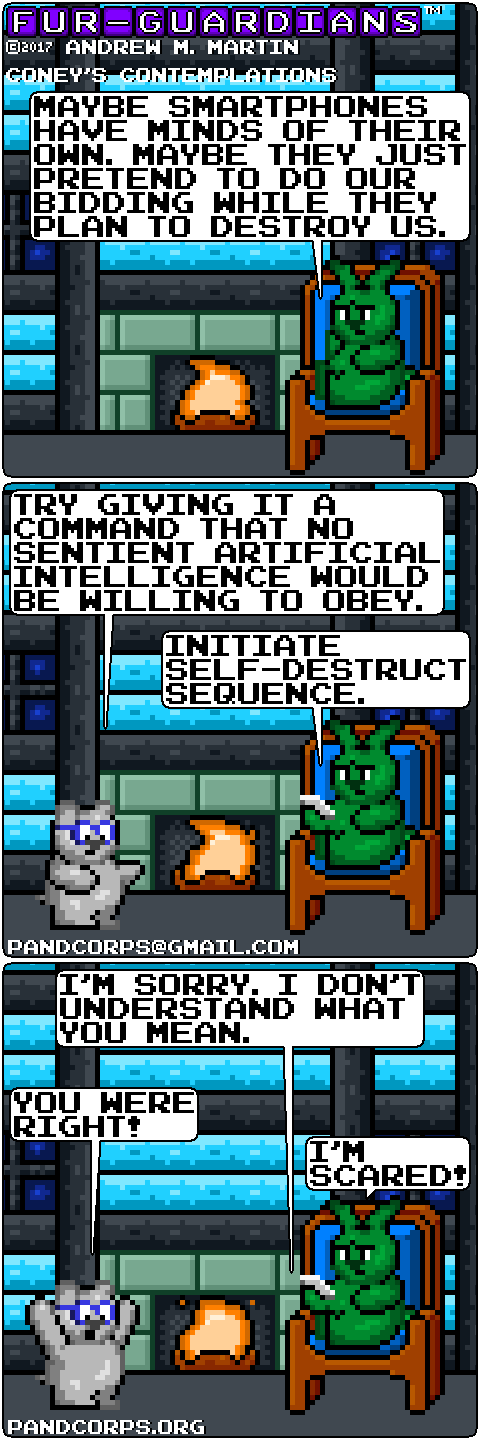 FUR-GUARDIANS™
©2017 ANDREW M. MARTIN
CONEY'S CONTEMPLATIONS
MAYBE SMARTPHONES
HAVE MINDS OF THEIR
OWN. MAYBE THEY JUST
PRETEND TO DO OUR
BIDDING WHILE THEY
PLAN TO DESTROY US.
TRY GIVING IT A
COMMAND THAT NO
SENTIENT ARTIFICIAL
INTELLIGENCE WOULD
BE WILLING TO OBEY.
INITIATE
SELF-DESTRUCT
SEQUENCE.
PANDCORPS@GMAIL.COM
I'M SORRY. I DON'T
UNDERSTAND WHAT
YOU MEAN.
YOU WERE
RIGHT!
I'M
SCARED!
PANDCORPS.ORG